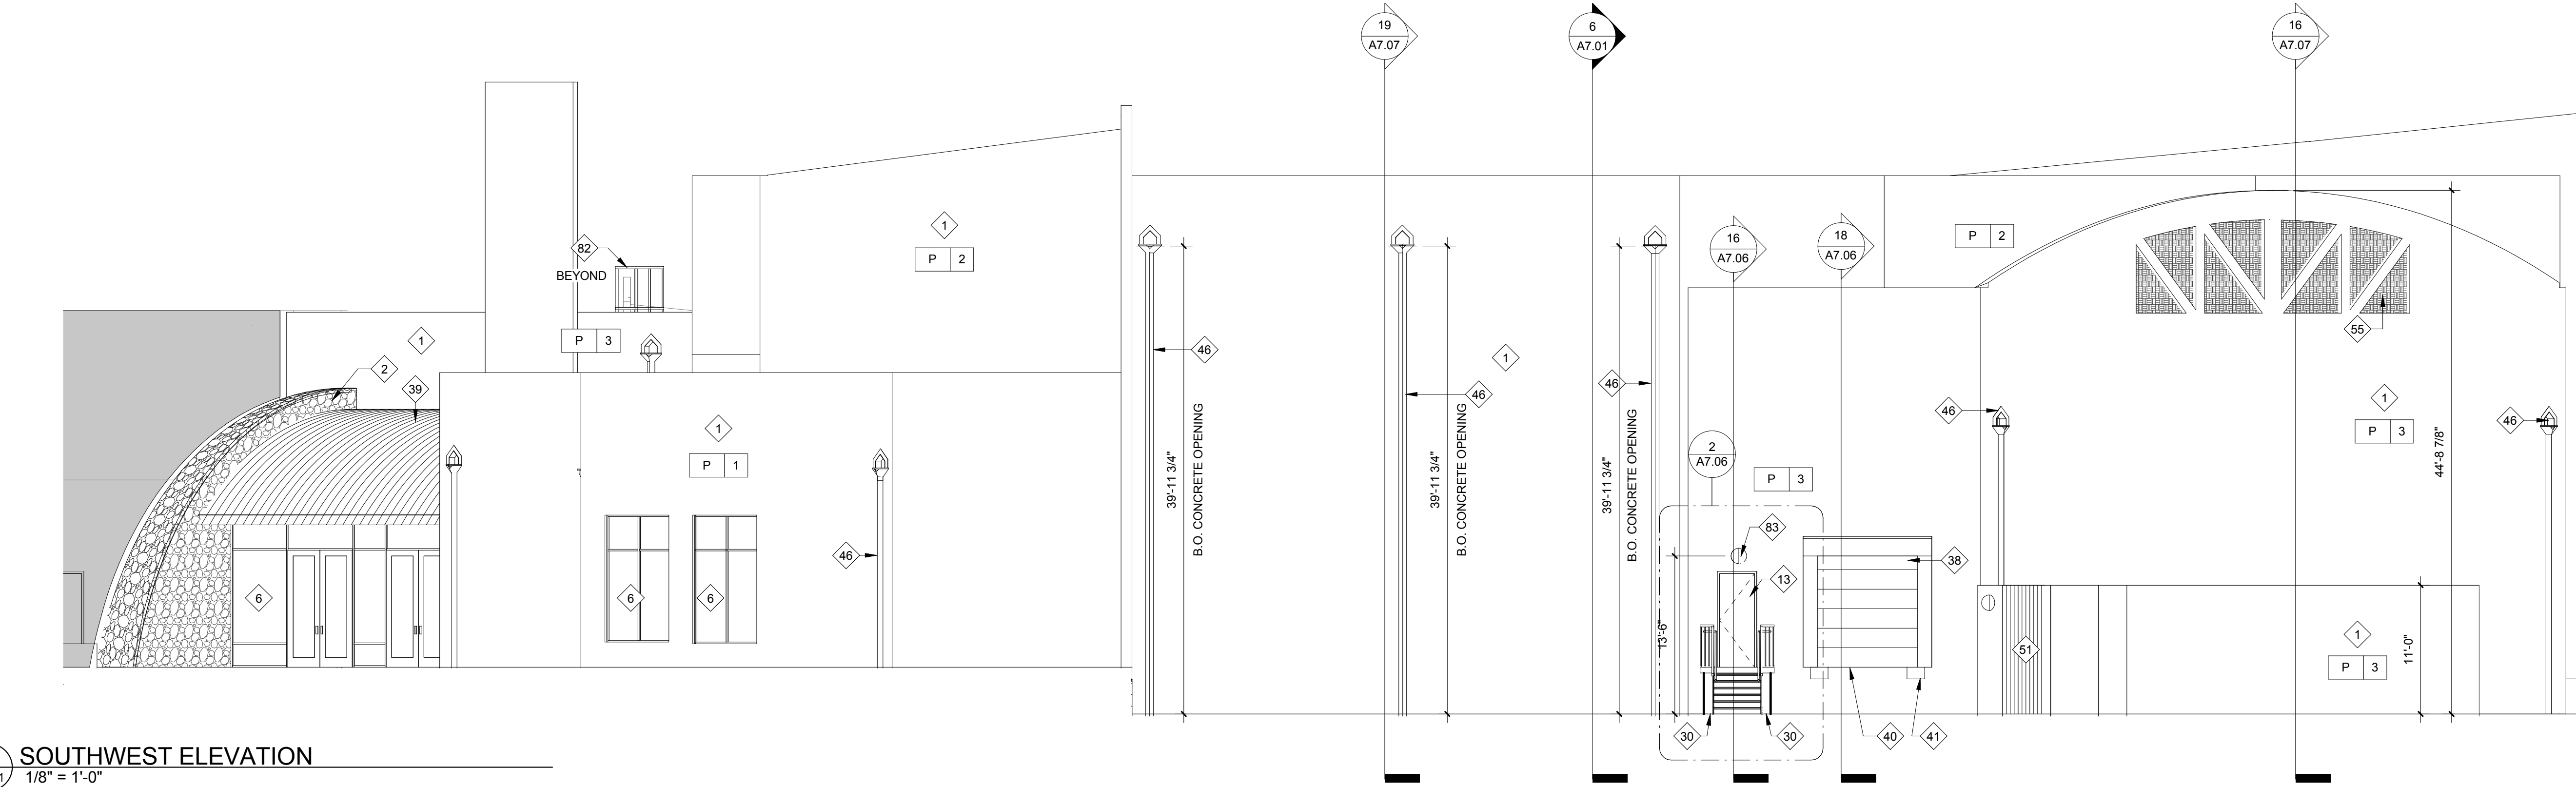 19
A7.07
6
A7.01
16
A7.07
1
P 2
82
BEYOND
P 3
1
2
39
1
P 1
6
6
6
46
46
39'-11 3/4"
B.O. CONCRETE OPENING
46
39'-11 3/4"
B.O. CONCRETE OPENING
1
46
39'-11 3/4"
B.O. CONCRETE OPENING
16
A7.06
18
A7.06
P 2
2
A7.06
P 3
83
13
13'-6"
38
30
30
40
41
46
51
55
1
P 3
46
44'-8 7/8"
1
P 3
11'-0"
1
SOUTHWEST ELEVATION
1/8" = 1'-0"